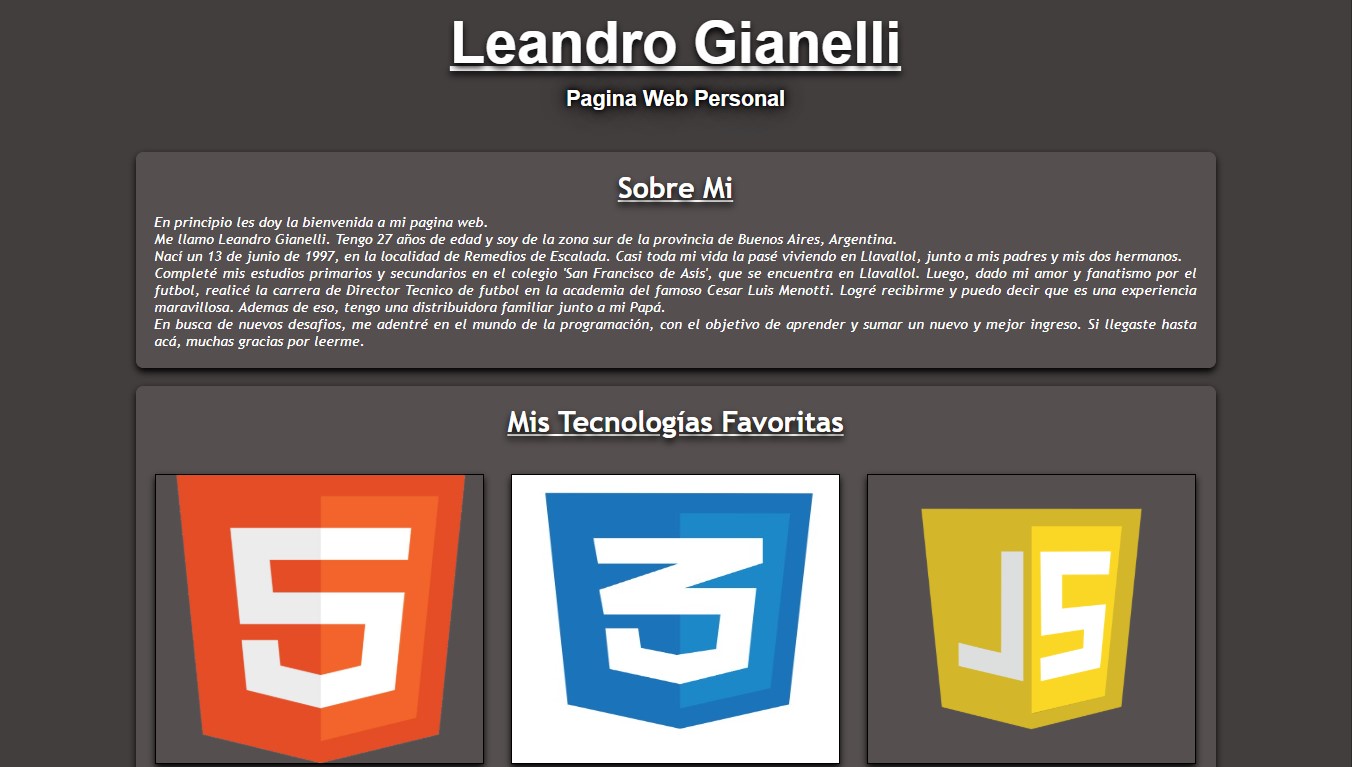 Leandro Gianelli
Pagina Web Personal
Sobre Mi
En principio les doy la bienvenida a mi pagina web.
Me llamo Leandro Gianelli. Tengo 27 años de edad y soy de la zona sur de la provincia de Buenos Aires, Argentina.
Nací un 13 de junio de 1997, en la localidad de Remedios de Escalada. Casi toda mi vida la pasé viviendo en Llavallol, junto a mis padres y mis dos hermanos.
Completé mis estudios primarios y secundarios en el colegio 'San Francisco de Asis', que se encuentra en Llavallol. Luego, dado mi amor y fanatismo por el
futbol, realicé la carrera de Director Tecnico de futbol en la academia del famoso Cesar Luis Menotti. Logré recibirme y puedo decir que es una experiencia
maravillosa. Ademas de eso, tengo una distribuidora familiar junto a mi Papá.
En busca de nuevos desafios, me adentré en el mundo de la programación, con el objetivo de aprender y sumar un nuevo y mejor ingreso. Si llegaste hasta
acá, muchas gracias por leerme.
Mis Tecnologías Favoritas
5 3 JS